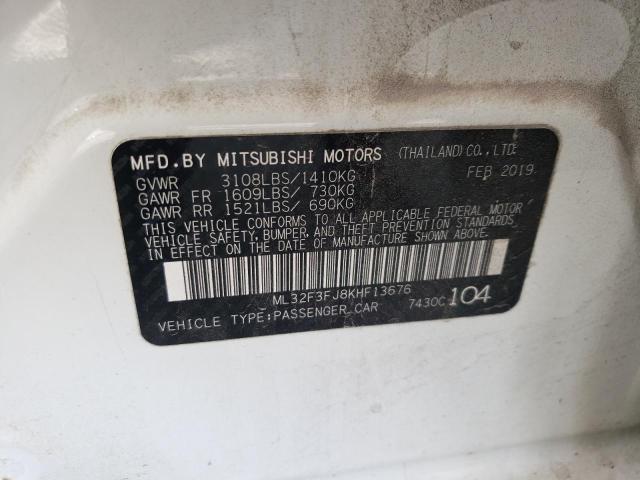 MFD.BY MITSUBISHI MOTORS (THAILAND)CO.,LTD.
FEB 2019
GVWR 3108LBS/1410KG
GAWR FR 1609LBS/ 730KG
GAWR RR 1521LBS/ 690KG
THIS VEHICLE CONFORMS TO ALL APPLICABLE FEDERAL MOTOR
VEHICLE SAFETY, BUMPER, AND THEFT PREVENTION STANDARDS
IN EFFECT ON THE DATE OF MANUFACTURE SHOWN ABOVE.
ML32F3FJ8KHF13676
VEHICLE TYPE:PASSENGER CAR 7430C 104